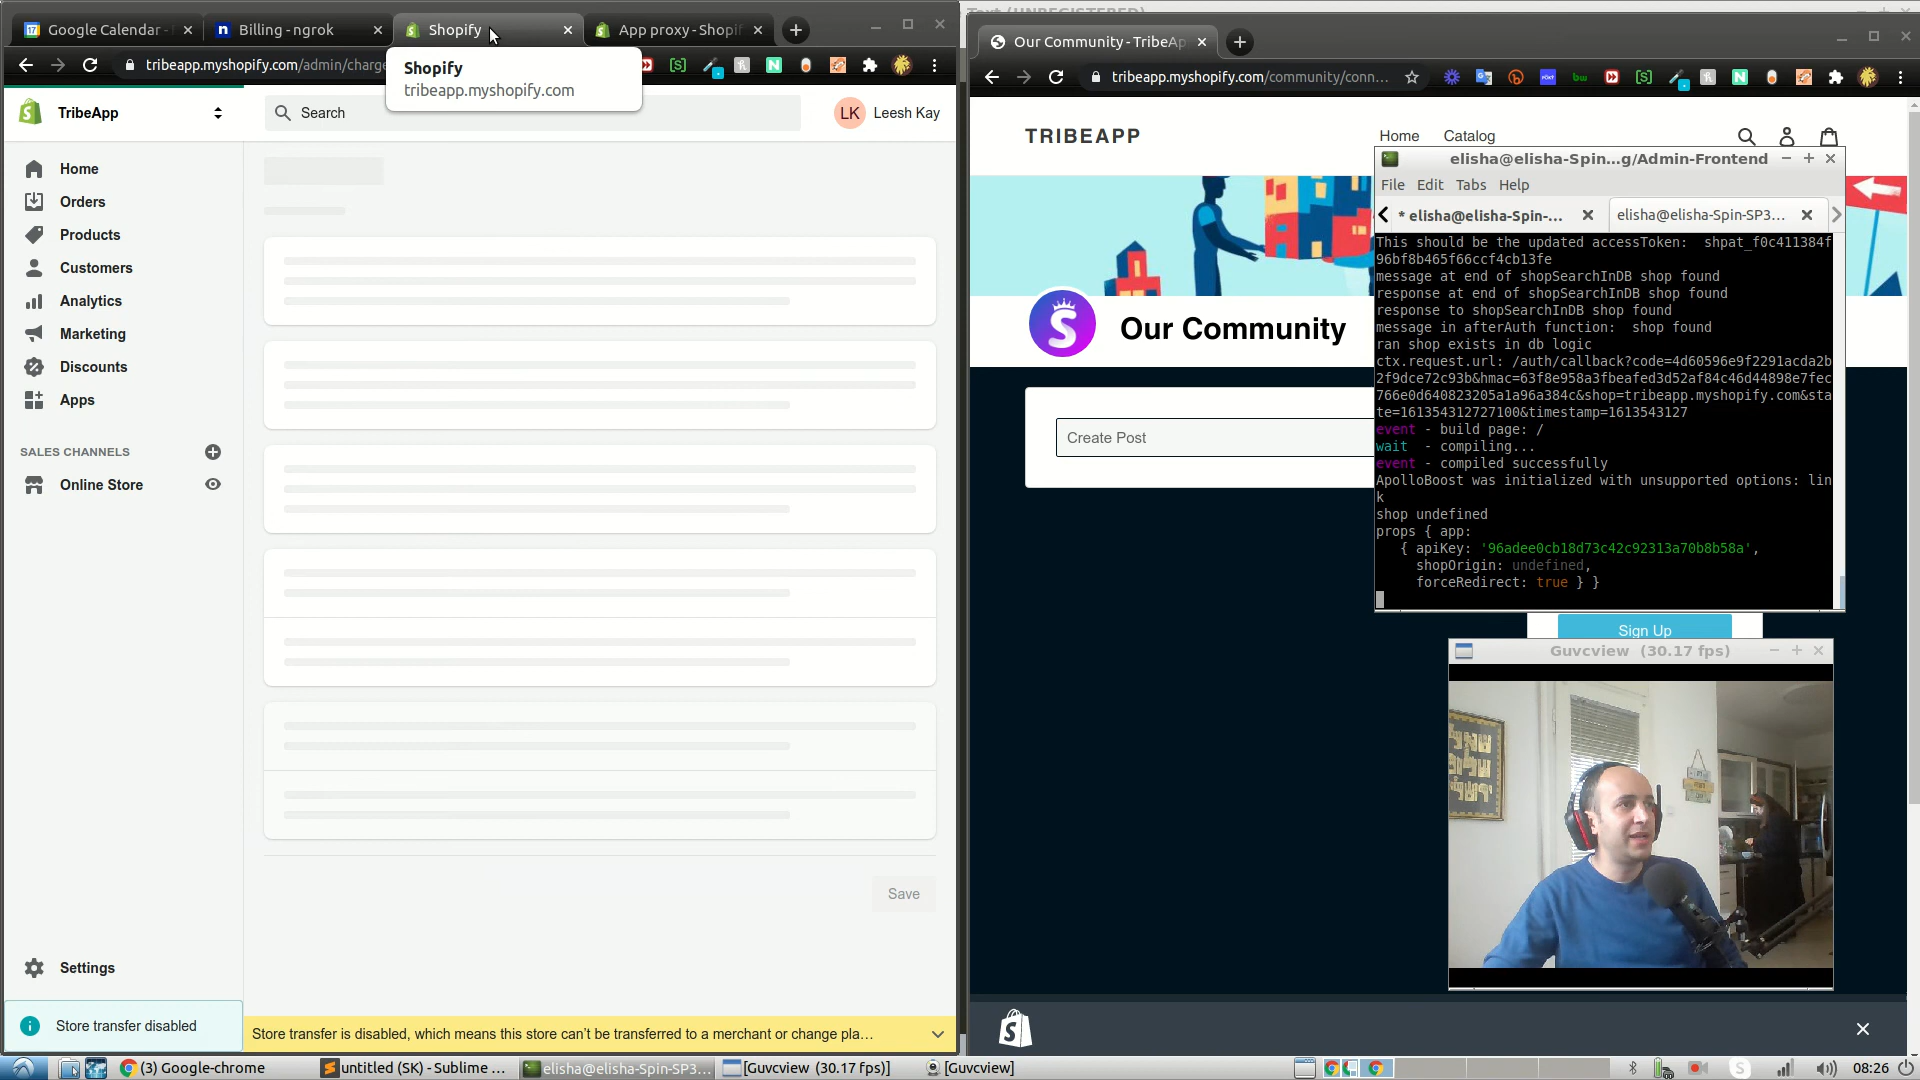 Google Calendar -
Billing - ngrok
Shopify
App proxy - Shopif
tribeapp.myshopify.com/admin/charge
Shopify
tribeapp.myshopify.com
TribeApp
Search
LK
Leesh Kay
Home
Orders
Products
Customers
Analytics
Marketing
Discounts
Apps
SALES CHANNELS
Online Store
Settings
Store transfer disabled
Store transfer is disabled, which means this store can't be transferred to a merchant or change pla...
Save
Text (UNREGISTERED)
Our Community - TribeAp
tribeapp.myshopify.com/community/conn...
TRIBEAPP
Home
Catalog
Our Community
Create Post
Sign Up
elisha@elisha-Spin...g/Admin-Frontend
File Edit Tabs Help
* elisha@elisha-Spin-...
elisha@elisha-Spin-SP3...
This should be the updated accessToken: shpat_f0c411384f
96bf8b465f66ccf4cb13fe
message at end of shopSearchInDB shop found
response at end of shopSearchInDB shop found
response to shopSearchInDB shop found
message in afterAuth function: shop found
ran shop exists in db logic
ctx.request.url: /auth/callback?code=4d60596e9f2291acda2b
2f9dce72c93b&hmac=63f8e958a3fbeafed3d52af84c46d44898e7fec
766e0d640823205a1a96a384c&shop=tribeapp.myshopify.com&sta
te=161354312727100&timestamp=1613543127
event - build page: /
wait - compiling...
event - compiled successfully
ApolloBoost was initialized with unsupported options: lin
k
shop undefined
props { app:
{ apiKey: '96adee0cb18d73c42c92313a70b8b58a',
shopOrigin: undefined,
forceRedirect: true } }
Guvcview (30.17 fps)
(3) Google-chrome
untitled (SK) - Sublime ...
elisha@elisha-Spin-SP3...
[Guvcview (30.17 fps)]
[Guvcview]
08:26